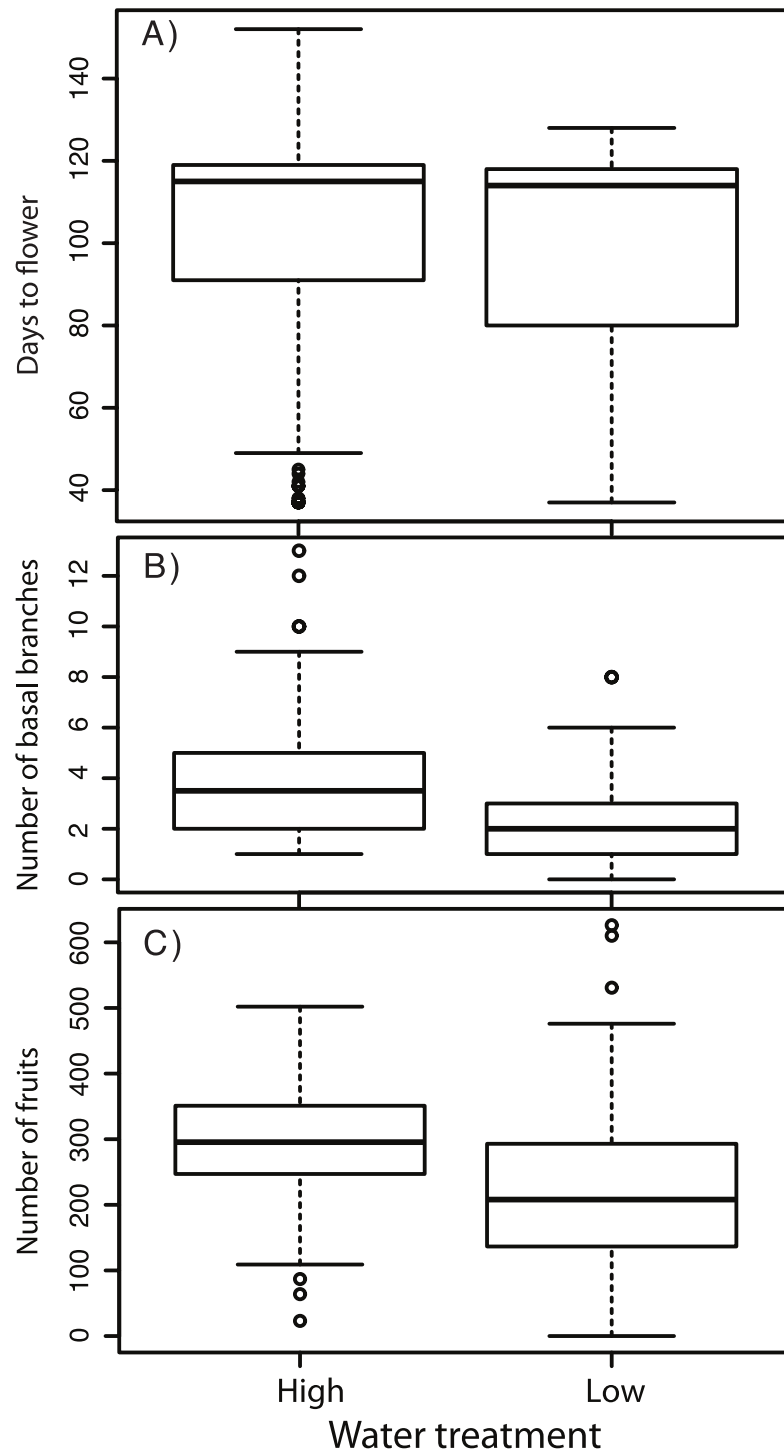 A)
Days to flower
140
120
100
80
60
40
B)
Number of basal branches
12
10
8
6
4
2
0
C)
Number of fruits
600
500
400
300
200
100
0
High Low
Water treatment